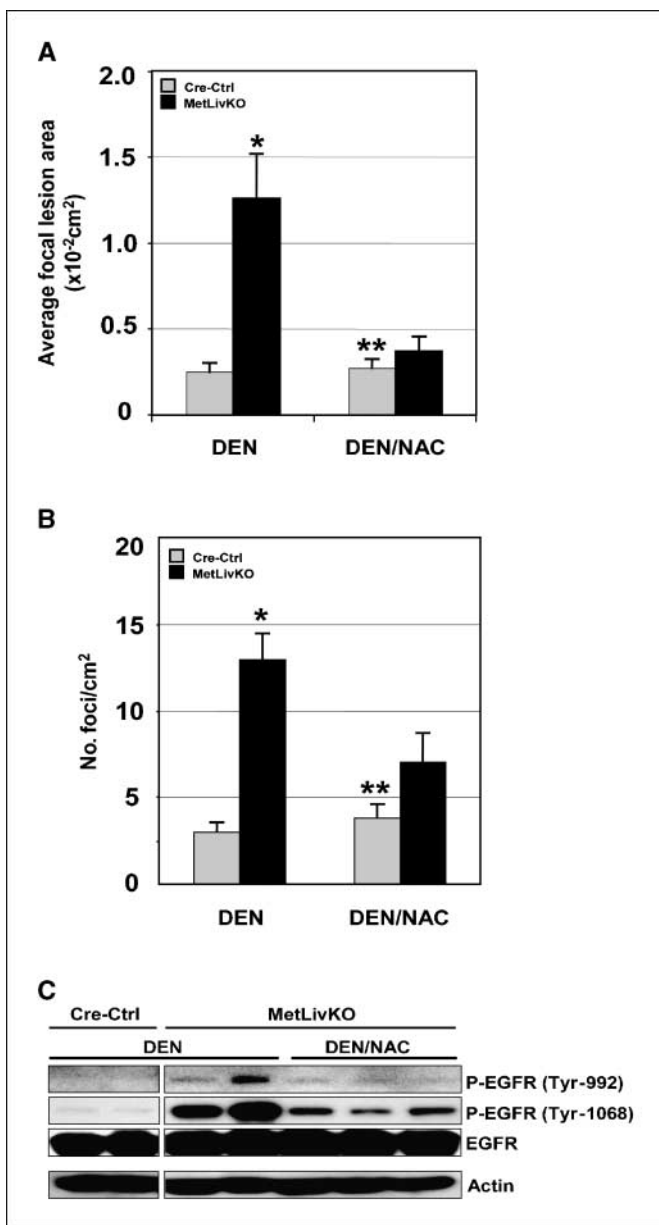 A
Average focal lesion area
(x10⁻²cm²)
2.0
1.5
1.0
0.5
0
Cre-Ctrl
MetLivKO
*
**
DEN
DEN/NAC
B
No. foci/cm²
20
15
10
5
0
Cre-Ctrl
MetLivKO
*
**
DEN
DEN/NAC
C
Cre-Ctrl
MetLivKO
DEN
DEN/NAC
P-EGFR (Tyr-992)
P-EGFR (Tyr-1068)
EGFR
Actin